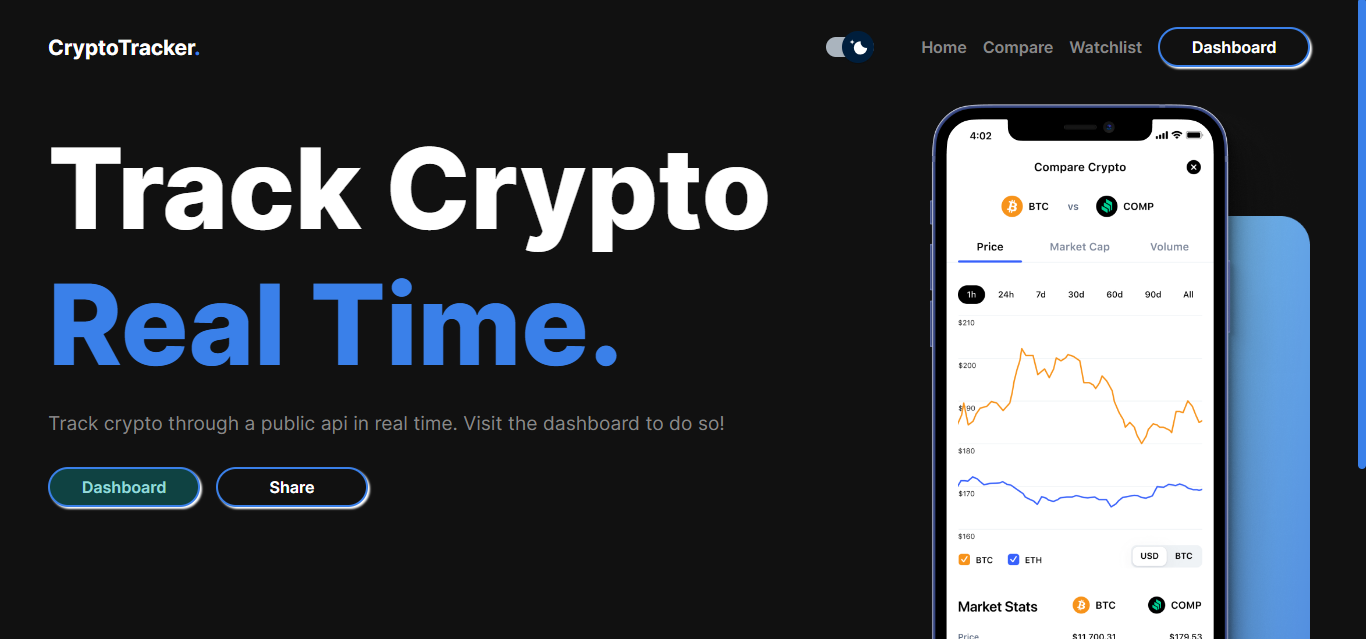 CryptoTracker.
Home Compare Watchlist Dashboard
Track Crypto
Real Time.
Track crypto through a public api in real time. Visit the dashboard to do so!
Dashboard Share
4:02
Compare Crypto
BTC vs COMP
Price Market Cap Volume
1h 24h 7d 30d 60d 90d All
$210
$200
$190
$180
$170
$160
BTC ETH USD BTC
Market Stats BTC COMP
Price $11,700.31 $179.53